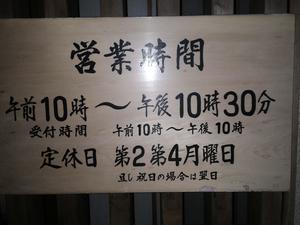 営業時間
午前10時～午後10時30分
受付時間 午前10時～午後10時
定休日 第2第4月曜日
且し祝日の場合は翌日